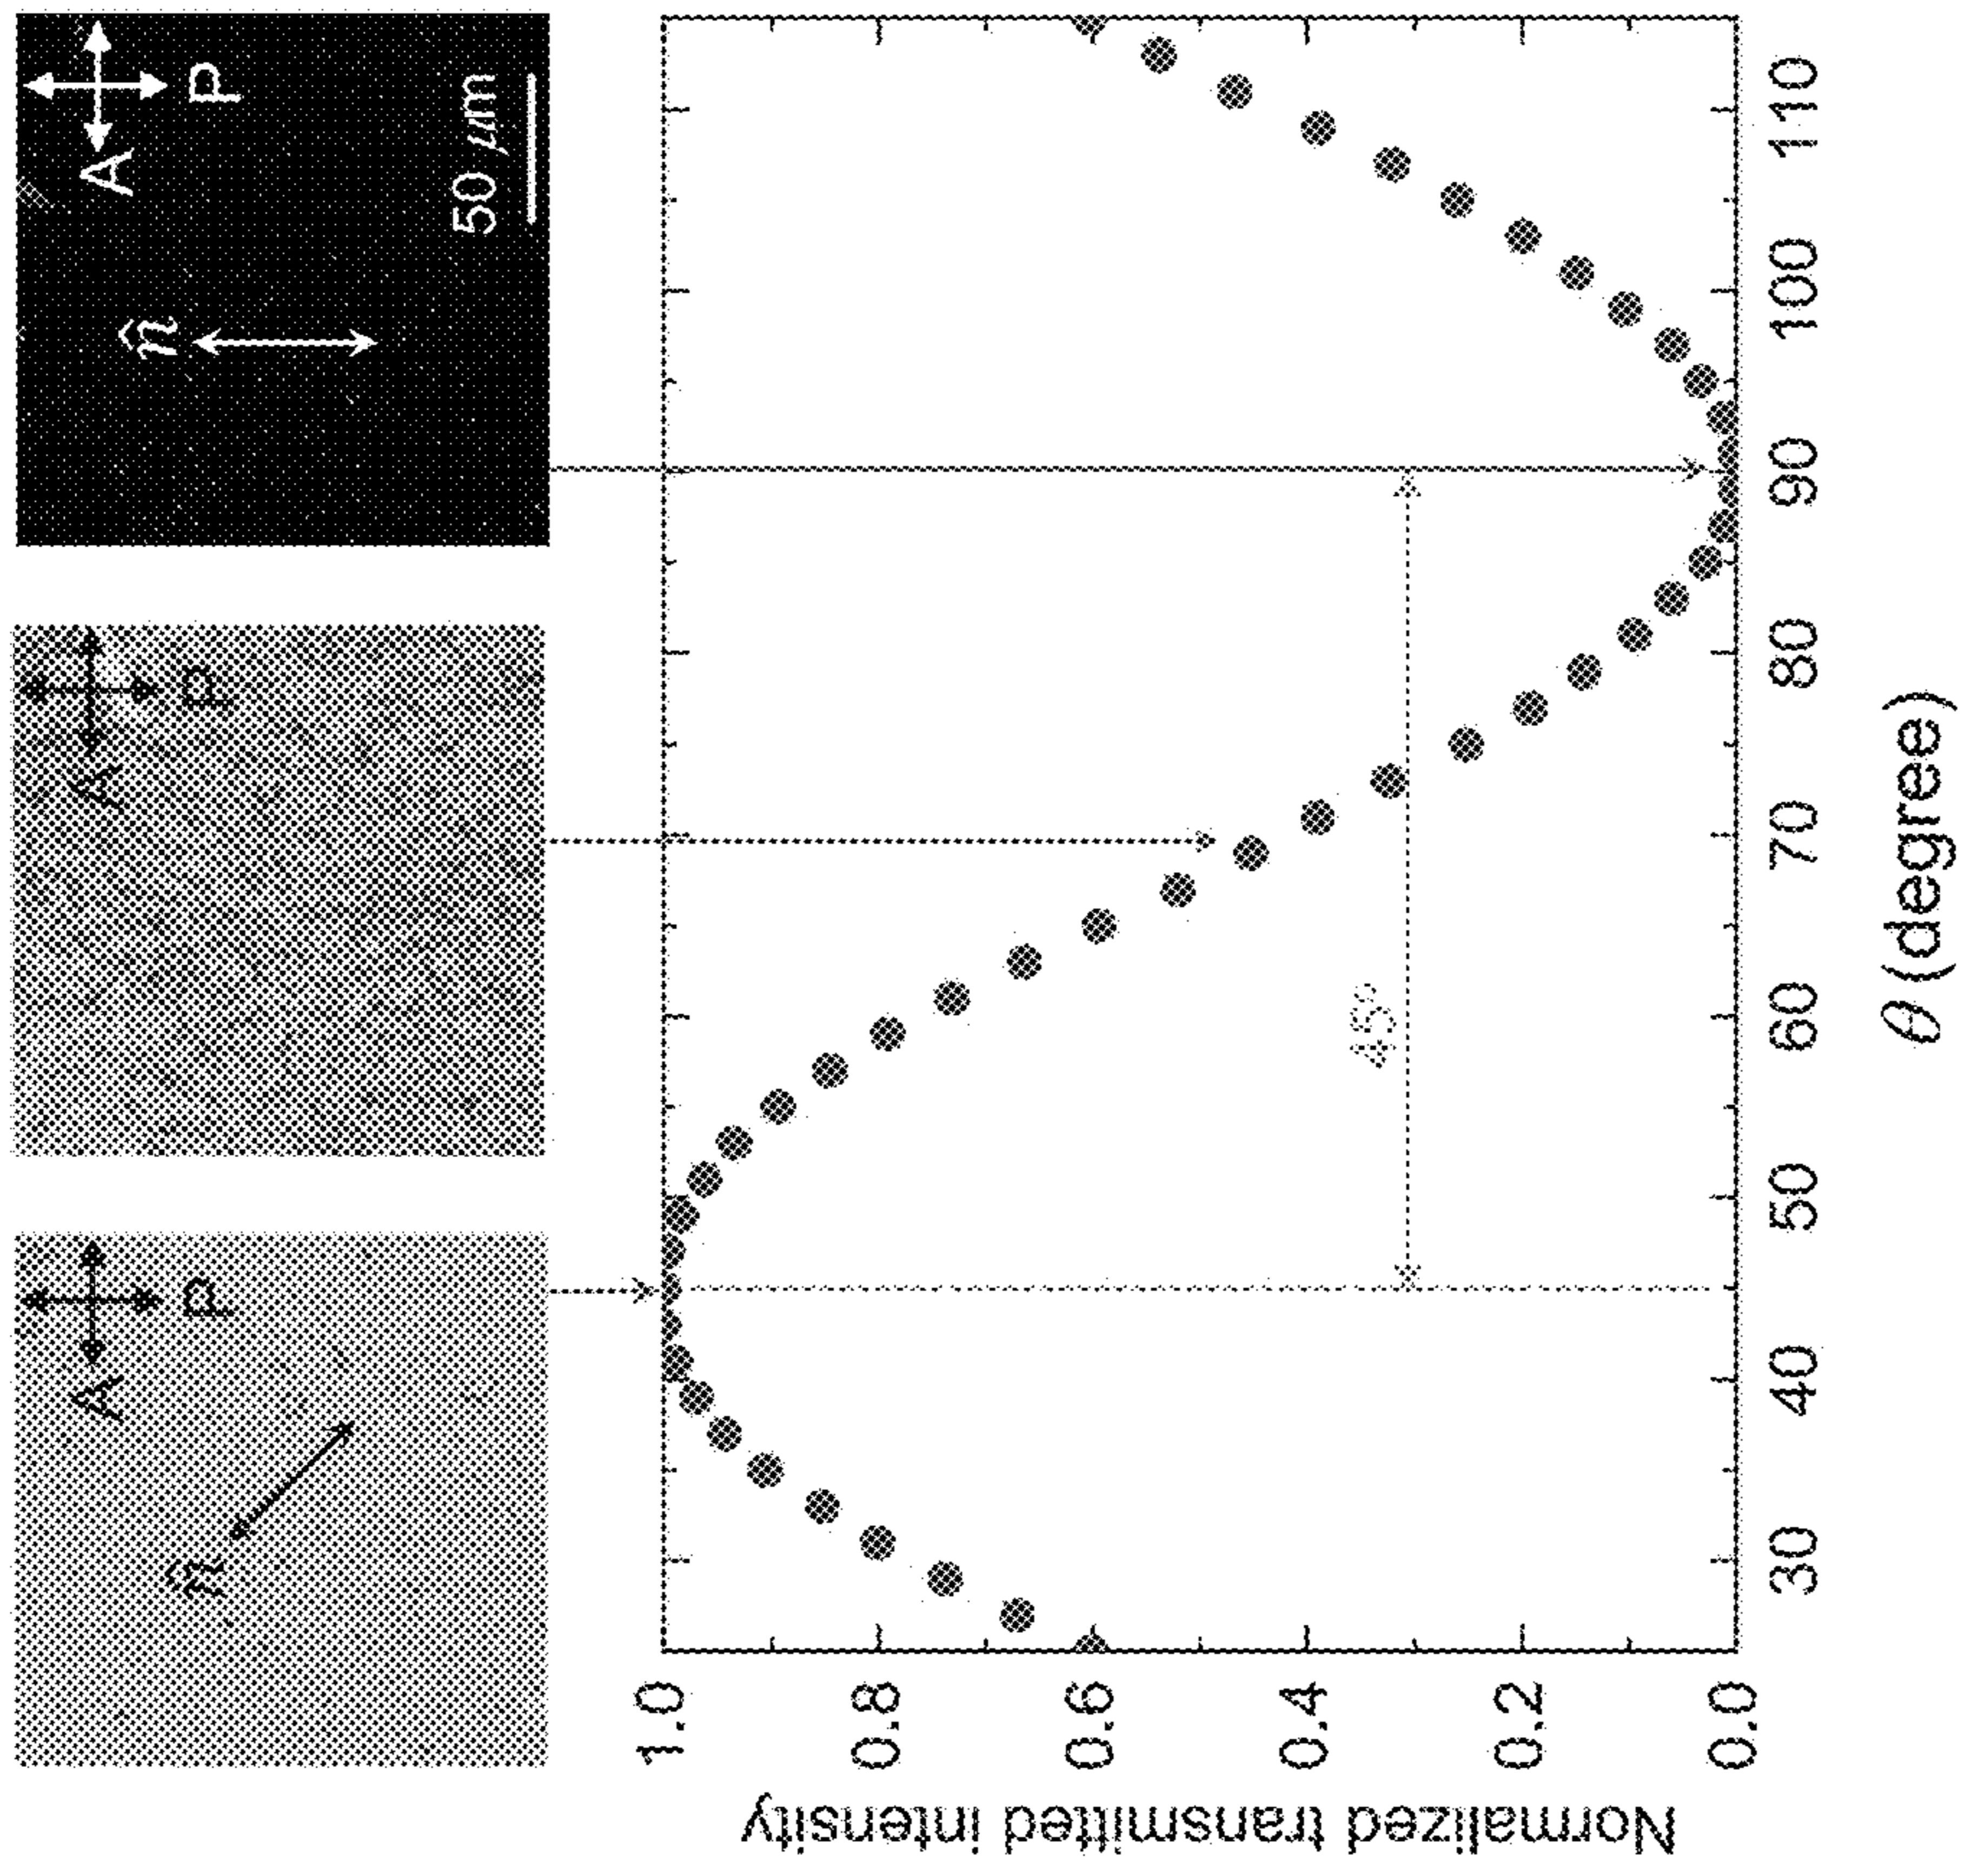 n̂
A
P
A
P
n̂
A
P
50 μm
Normalized transmitted intensity
1.0
0.8
0.6
0.4
0.2
0.0
45°
30
40
50
60
70
80
90
100
110
θ (degree)